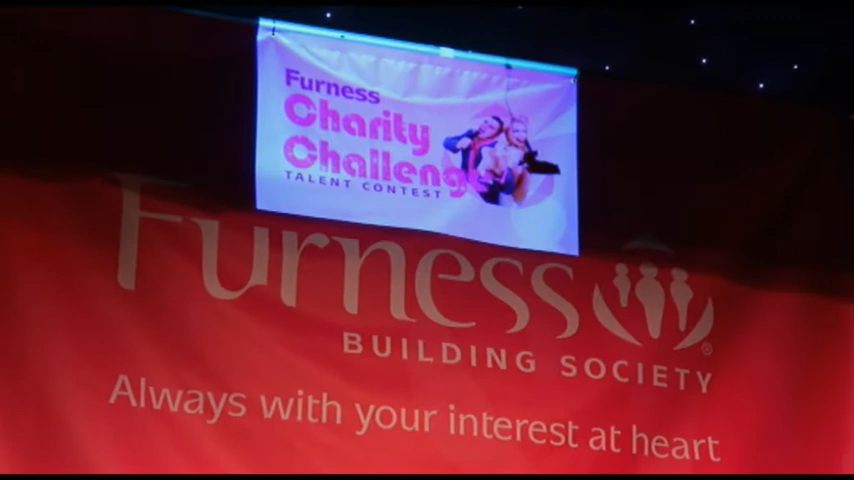 Furness
Charity
Challenge
TALENT CONTEST
Furness
BUILDING SOCIETY
®
Always with your interest at heart